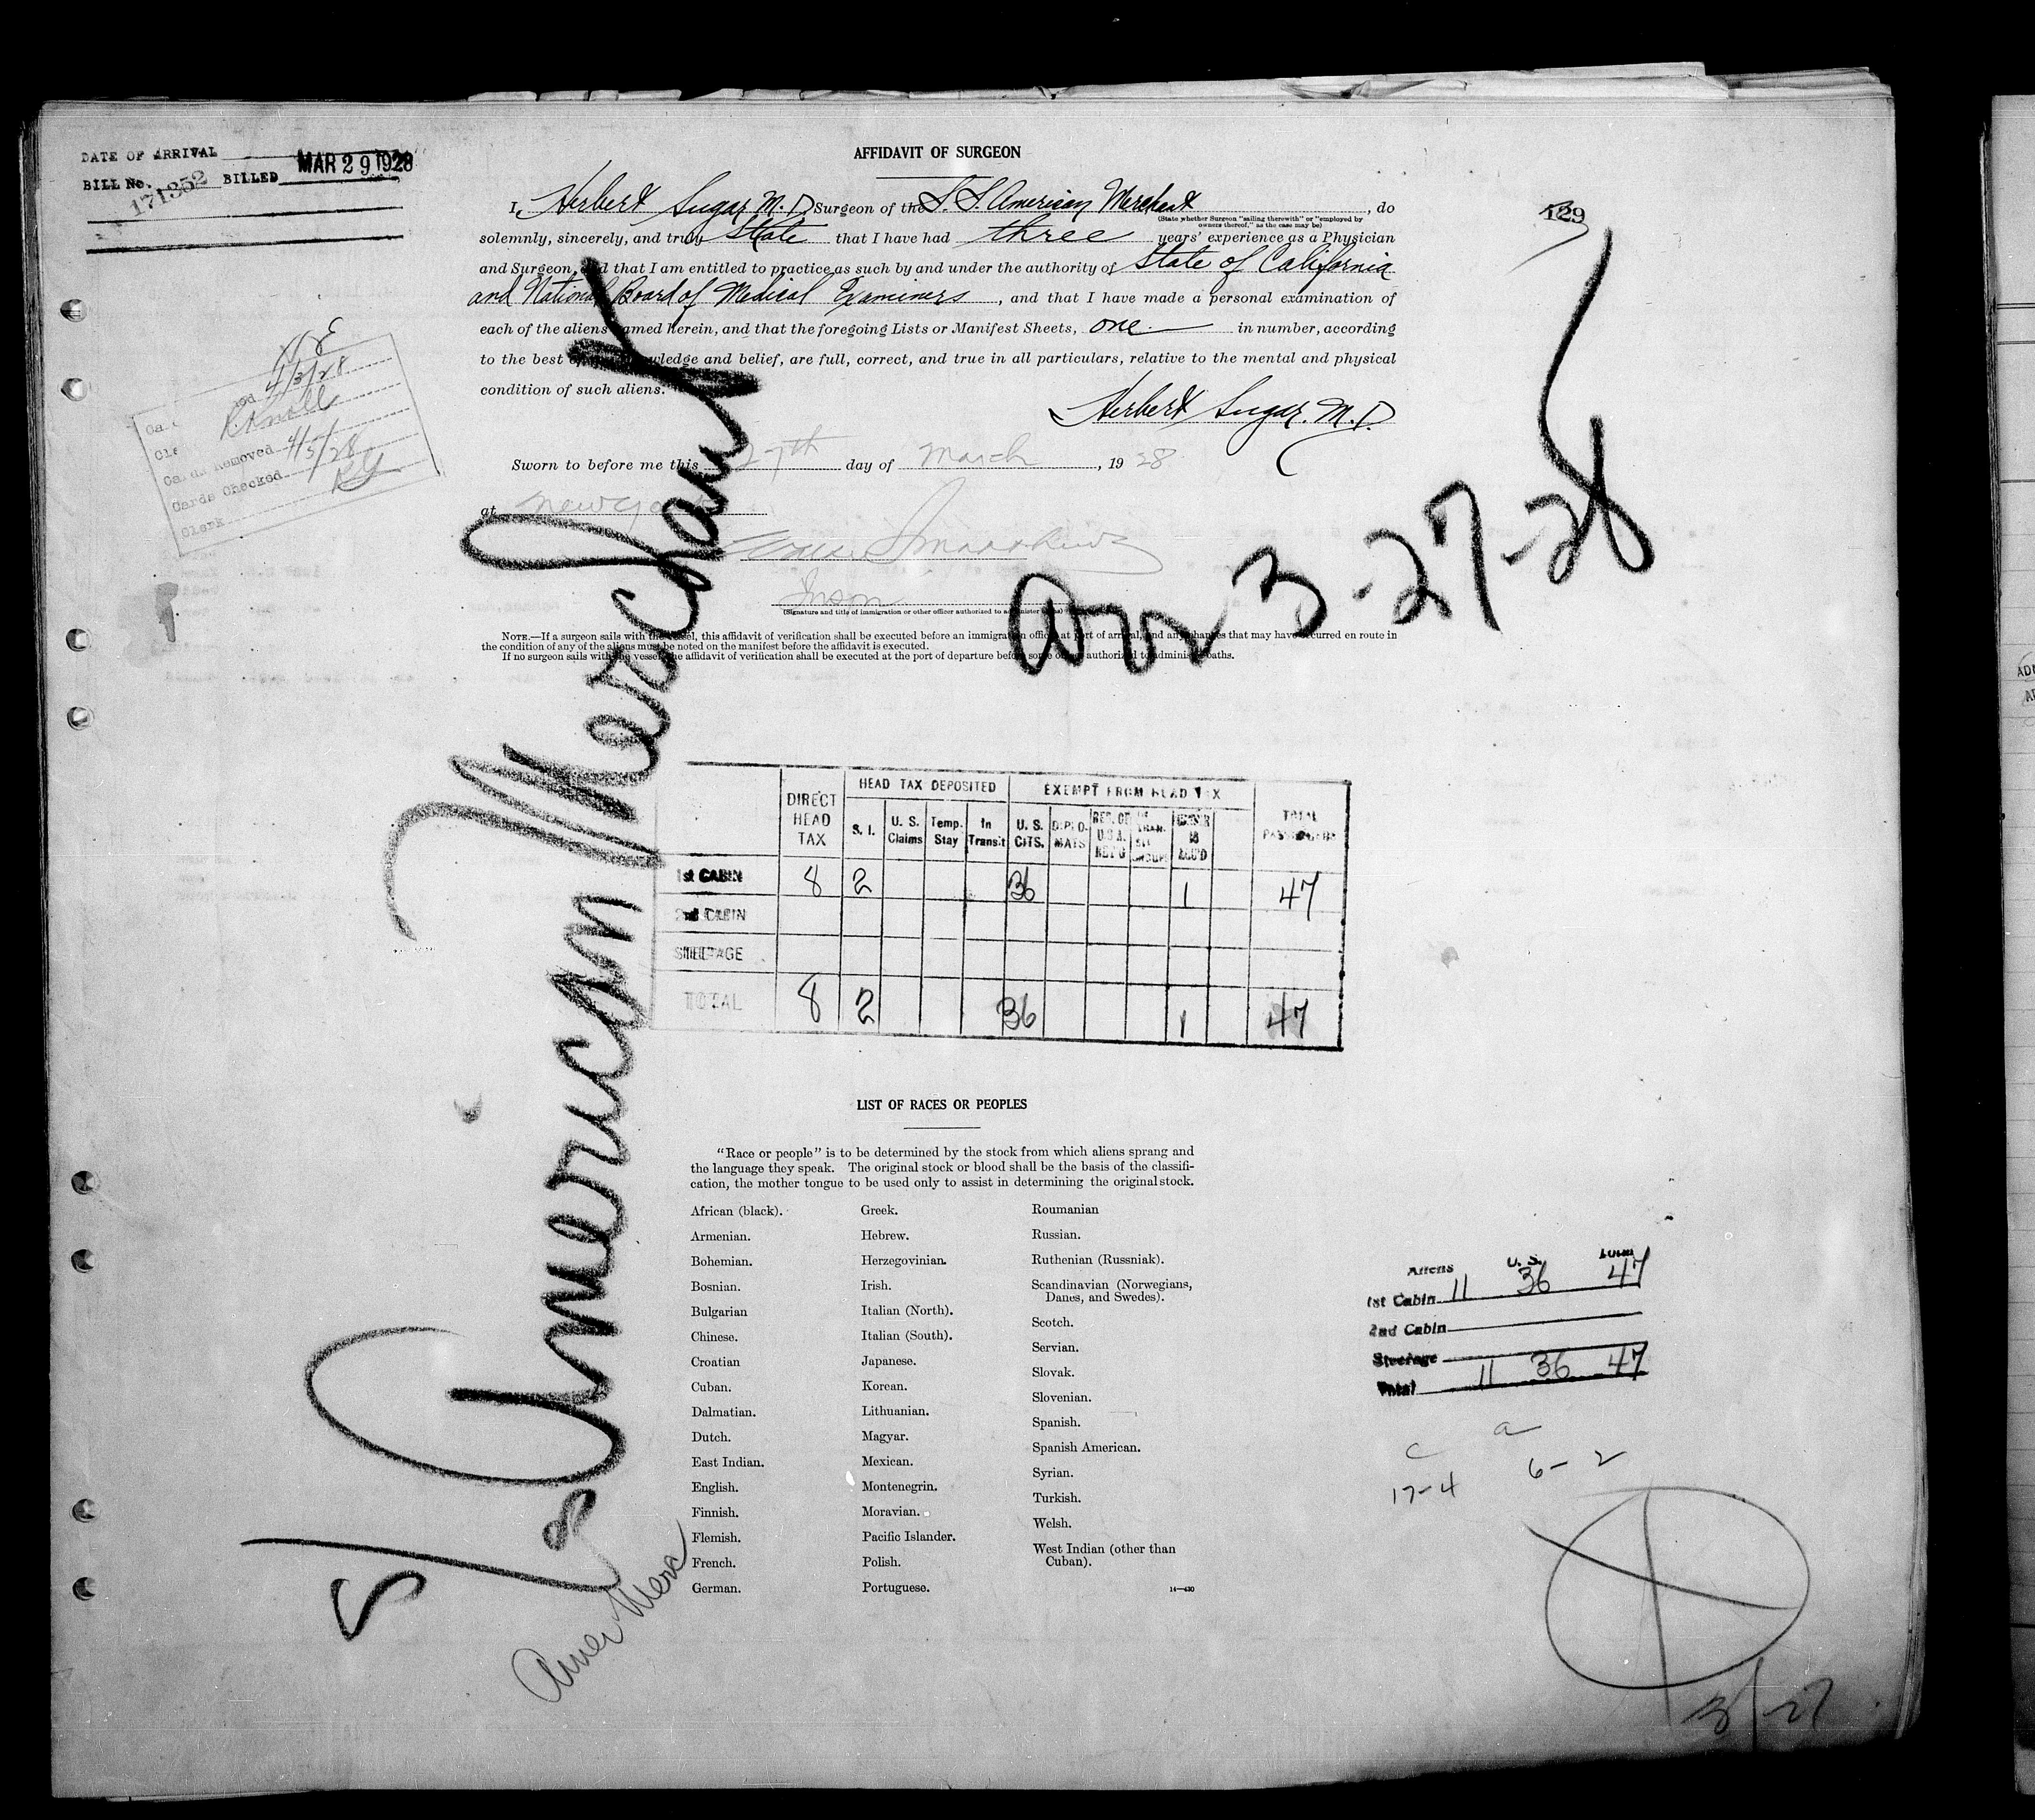 DATE OF ARRIVAL
BILL No. 171352 BILLED MAR 29 1928
129
AFFIDAVIT OF SURGEON
I, Herbert Sugar M.D, Surgeon of the S.S. American Merchant, do
(State whether Surgeon "sailing therewith" or "employed by
owners thereof," as the case may be)
solemnly, sincerely, and truly state that I have had three years' experience as a Physician
and Surgeon, and that I am entitled to practice as such by and under the authority of State of California
and National Board of Medical Examiners, and that I have made a personal examination of
each of the aliens named herein, and that the foregoing Lists or Manifest Sheets, one in number, according
to the best of my knowledge and belief, are full, correct, and true in all particulars, relative to the mental and physical
condition of such aliens.
Herbert Sugar. M.D.
Sworn to before me this 27th day of March, 1928
at New York
Inspr
(Signature and title of immigration or other officer authorized to administer oaths)
4/3/28
Cards Removed 4/5/28
Cards Checked
Clerk RG
NOTE.—If a surgeon sails with the vessel, this affidavit of verification shall be executed before an immigration officer at port of arrival, and any changes that may have occurred en route in
the condition of any of the aliens must be noted on the manifest before the affidavit is executed.
If no surgeon sails with the vessel the affidavit of verification shall be executed at the port of departure before some officer authorized to administer oaths.
American Merchant
Arr 3-27-28
DIRECT HEAD TAX
HEAD TAX DEPOSITED
EXEMPT FROM HEAD TAX
TOTAL PASSENGERS
S. I. U. S. Claims Temp. Stay In Transit U. S. CITS. DIPLOMATS
1st CABIN 8 2 36 1 47
2nd CABIN
STEERAGE
TOTAL 8 2 36 1 47
LIST OF RACES OR PEOPLES
"Race or people" is to be determined by the stock from which aliens sprang and
the language they speak. The original stock or blood shall be the basis of the classifi-
cation, the mother tongue to be used only to assist in determining the original stock.
African (black).
Armenian.
Bohemian.
Bosnian.
Bulgarian
Chinese.
Croatian
Cuban.
Dalmatian.
Dutch.
East Indian.
English.
Finnish.
Flemish.
French.
German.
Greek.
Hebrew.
Herzegovinian.
Irish.
Italian (North).
Italian (South).
Japanese.
Korean.
Lithuanian.
Magyar.
Mexican.
Montenegrin.
Moravian.
Pacific Islander.
Polish.
Portuguese.
Roumanian
Russian.
Ruthenian (Russniak).
Scandinavian (Norwegians,
Danes, and Swedes).
Scotch.
Servian.
Slovak.
Slovenian.
Spanish.
Spanish American.
Syrian.
Turkish.
Welsh.
West Indian (other than
Cuban).
14—430
Aliens U. S. Total
1st Cabin 11 36 47
2nd Cabin
Steerage
Total 11 36 47
c a
17-4 6-2
Amer Mer
3/27